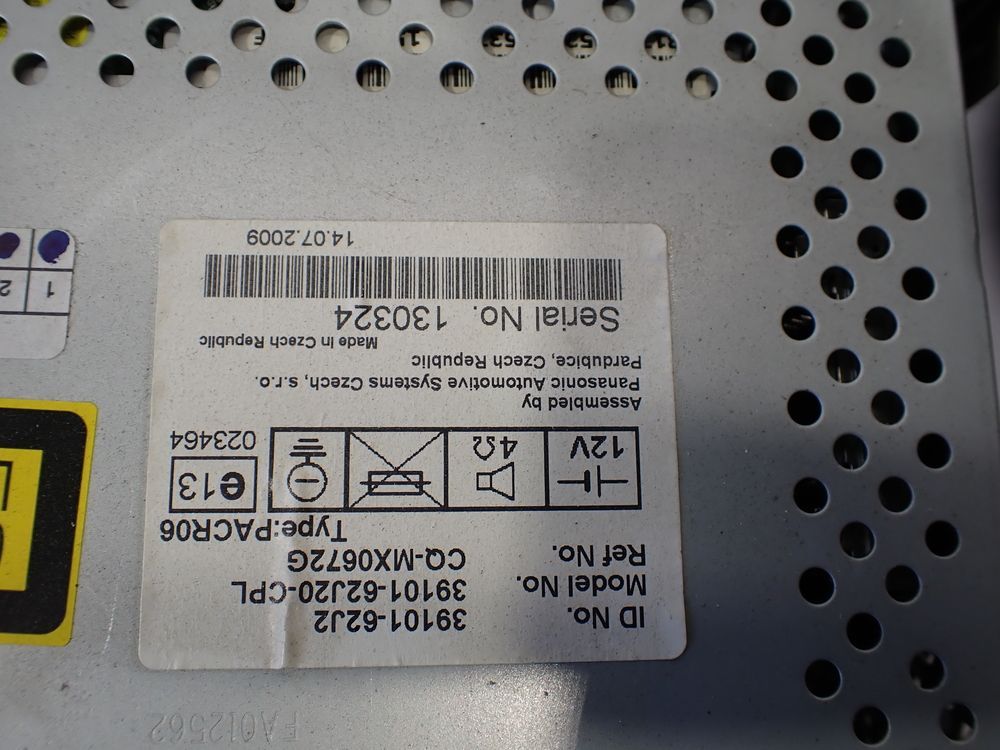 ID No. 39101-62J2
Model No. 39101-62J20-CPL
Ref No. CQ-MX0672G
Type:PACR06
12V
4Ω
e13
023464
Assembled by
Panasonic Automotive Systems Czech, s.r.o.
Pardubice, Czech Republic
Made in Czech Republic
Serial No. 130324
14.07.2009
1 2
FA012562